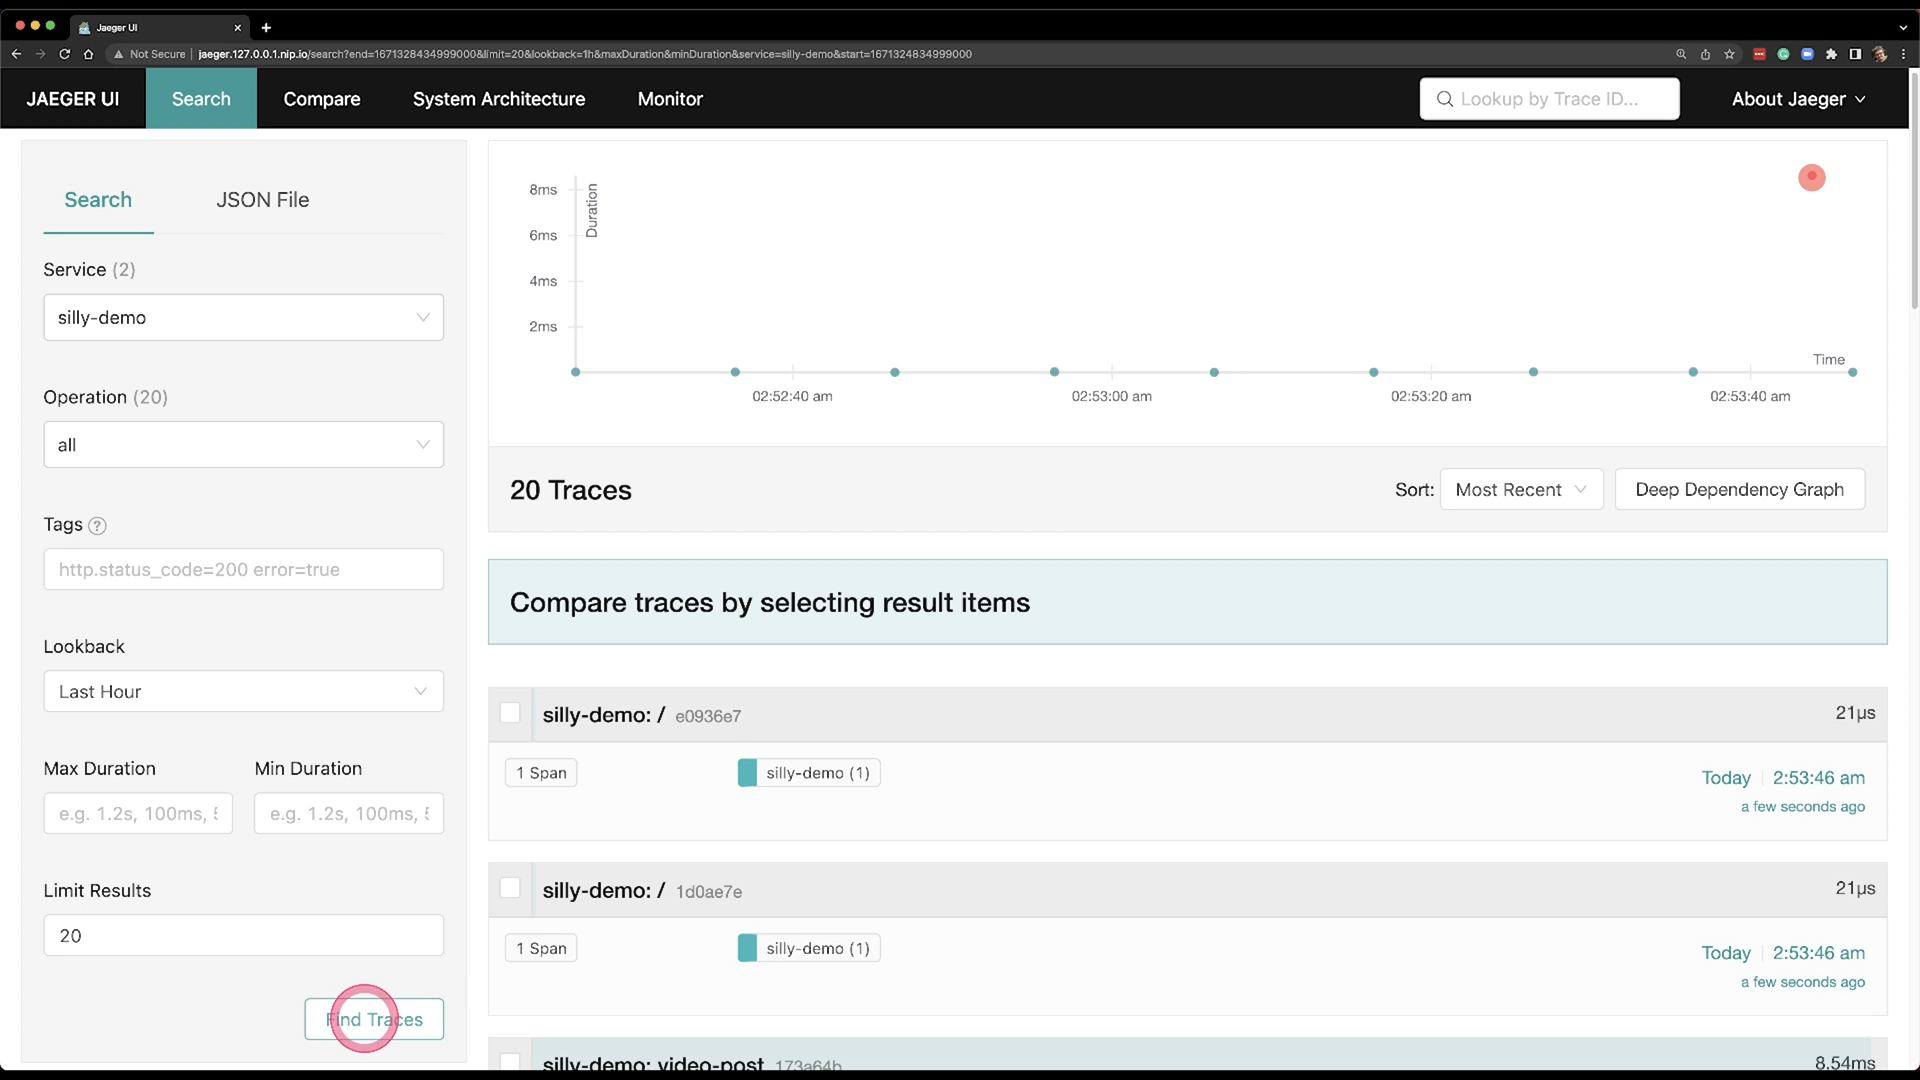 Jaeger UI
Not Secure | jaeger.127.0.0.1.nip.io/search?end=1671328434999000&limit=20&lookback=1h&maxDuration&minDuration&service=silly-demo&start=1671324834999000
JAEGER UI
Search
Compare
System Architecture
Monitor
Lookup by Trace ID...
About Jaeger
Search
JSON File
Service (2)
silly-demo
Operation (20)
all
Tags ?
http.status_code=200 error=true
Lookback
Last Hour
Max Duration
Min Duration
e.g. 1.2s, 100ms,
e.g. 1.2s, 100ms,
Limit Results
20
Find Traces
8ms
6ms
4ms
2ms
Duration
Time
02:52:40 am
02:53:00 am
02:53:20 am
02:53:40 am
20 Traces
Sort: Most Recent
Deep Dependency Graph
Compare traces by selecting result items
silly-demo: / e0936e7
21μs
1 Span
silly-demo (1)
Today | 2:53:46 am
a few seconds ago
silly-demo: / 1d0ae7e
21μs
1 Span
silly-demo (1)
Today | 2:53:46 am
a few seconds ago
silly-demo: video-post 173a64b
8.54ms